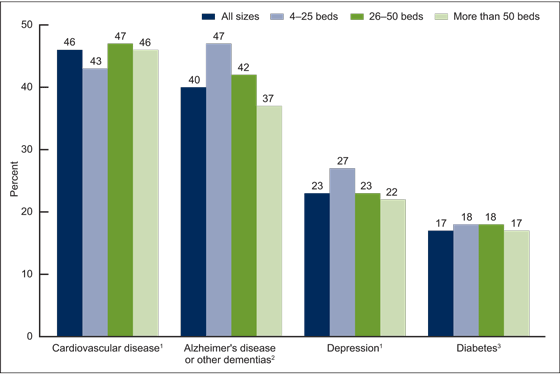 All sizes 4–25 beds 26–50 beds More than 50 beds
50
40
30
20
10
0
Percent
46 43 47 46
40 47 42 37
23 27 23 22
17 18 18 17
Cardiovascular disease¹
Alzheimer's disease
or other dementias²
Depression¹
Diabetes³